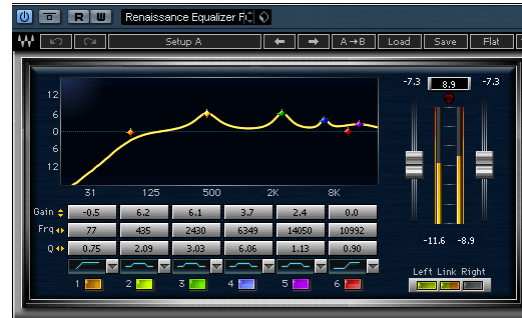 R W Renaissance Equalizer F
Setup A A→B Load Save Flat
-7.3 8.9 -7.3
12
6
0
6
12
31 125 500 2K 8K
Gain -0.5 6.2 6.1 3.7 2.4 0.0
Frq 77 435 2430 6349 14050 10992
Q 0.75 2.09 3.03 6.06 1.13 0.90
-11.6 -8.9
Left Link Right
1 2 3 4 5 6